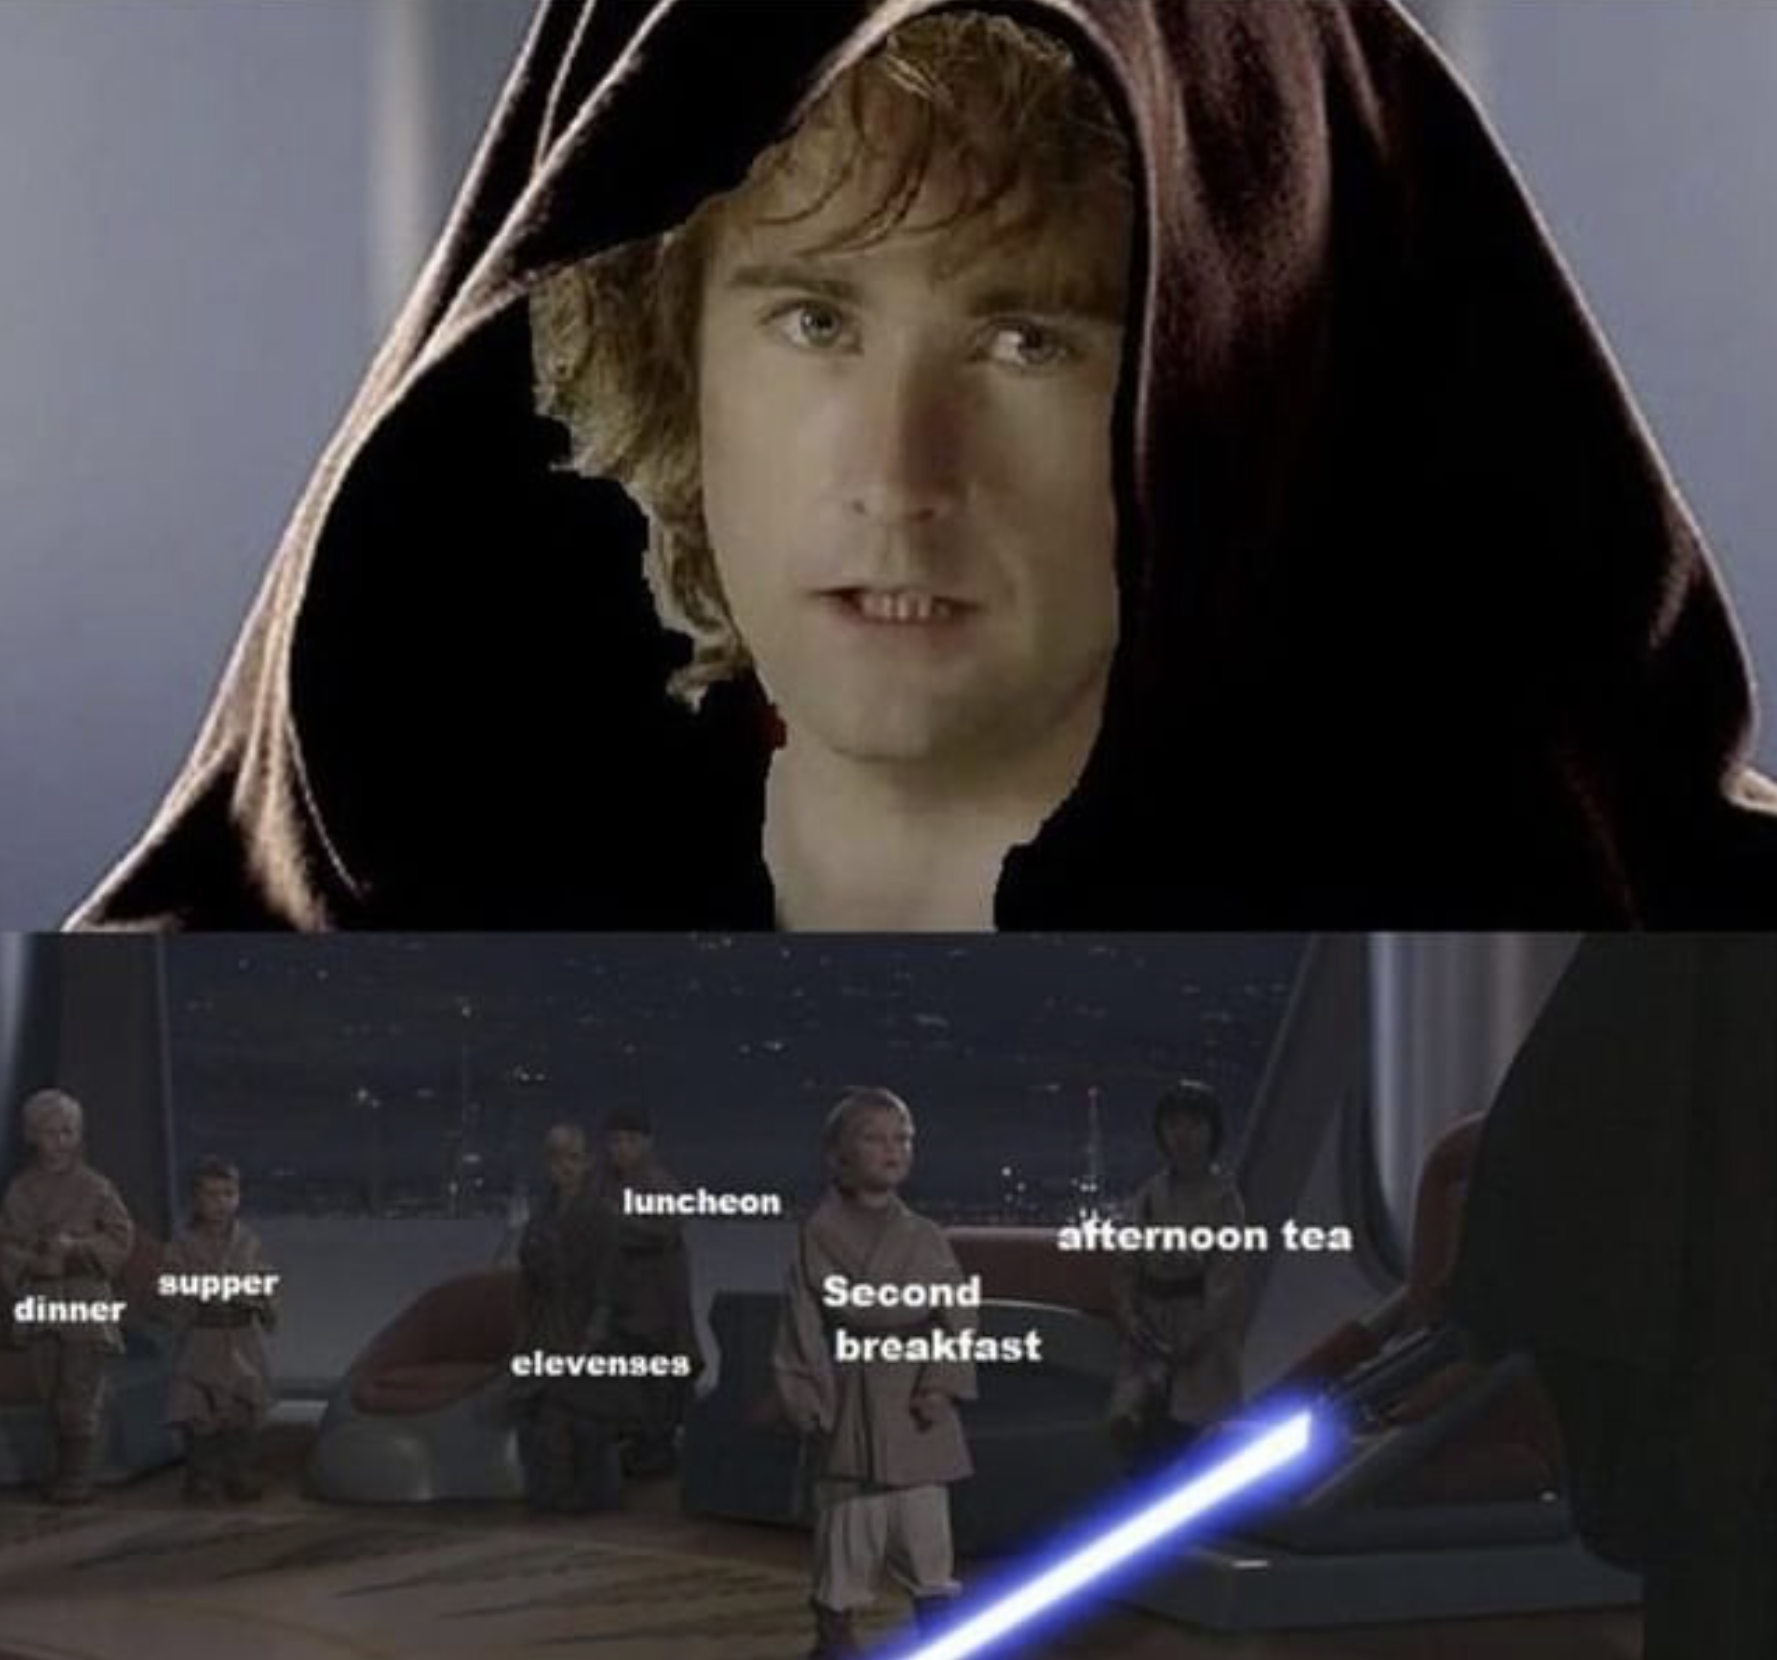 luncheon
afternoon tea
supper
dinner
Second
breakfast
elevenses